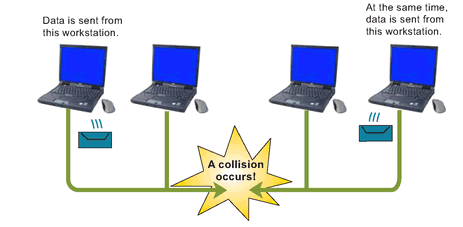 Data is sent from
this workstation.
At the same time,
data is sent from
this workstation.
A collision
occurs!